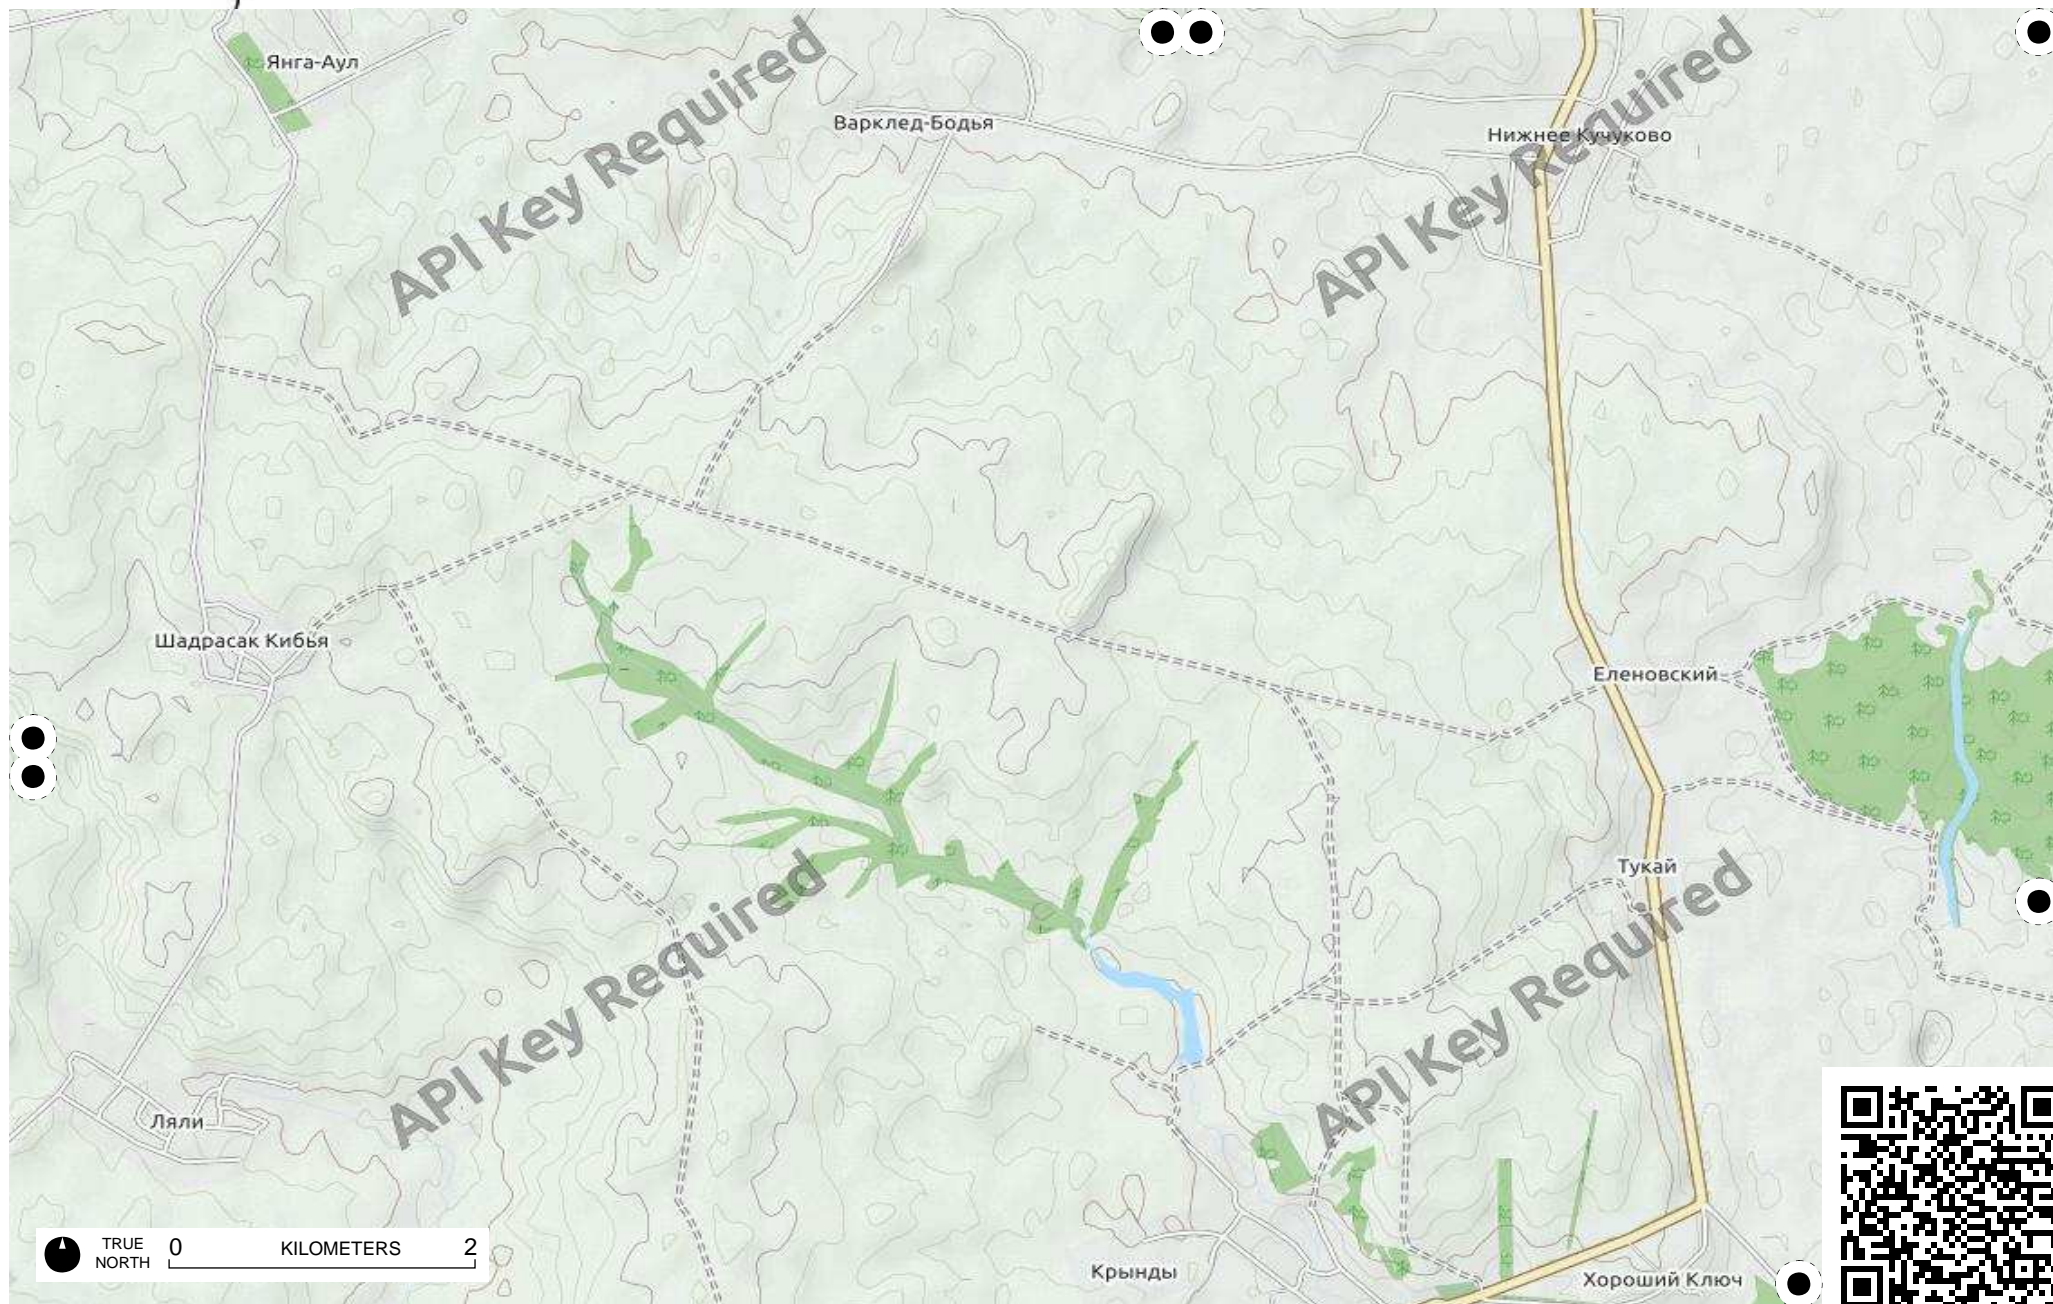 Янга-Аул
API Key Required
API Key Required
Варклед-Бодья
Нижнее Кучуково
Шадрасак Кибья
Еленовский
Тукай
API Key Required
API Key Required
Ляли
TRUE NORTH
0 KILOMETERS 2
Крынды
Хороший Ключ